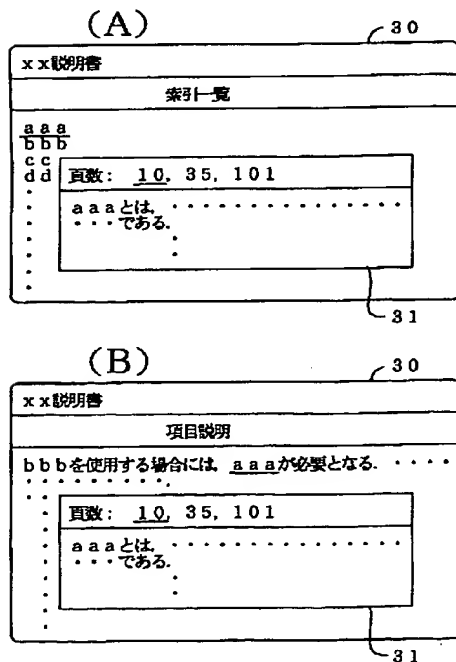 (A)
30
xx説明書
索引一覧
aaa
bbb
cc
dd
頁数: 10, 35, 101
aaaとは, ・・・・・・・・・・・・・・・
・・・である.
31
(B)
30
xx説明書
項目説明
bbbを使用する場合には, aaaが必要となる. ・・・・
・・・・・・・・・・.
頁数: 10, 35, 101
aaaとは, ・・・・・・・・・・・・・・・
・・・である.
31